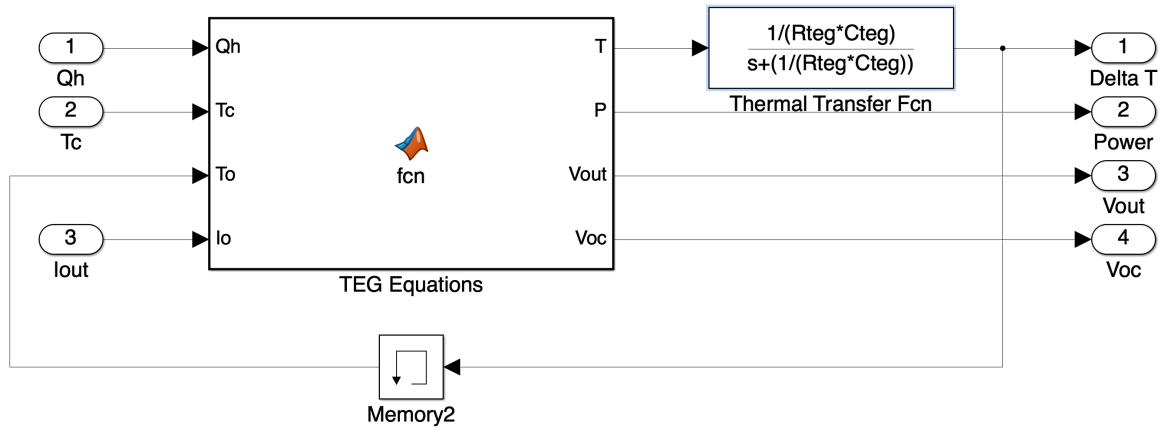 1
Qh
2
Tc
3
Iout
Qh
Tc
To
Io
fcn
T
P
Vout
Voc
TEG Equations
1/(Rteg*Cteg)
s+(1/(Rteg*Cteg))
Thermal Transfer Fcn
1
Delta T
2
Power
3
Vout
4
Voc
Memory2